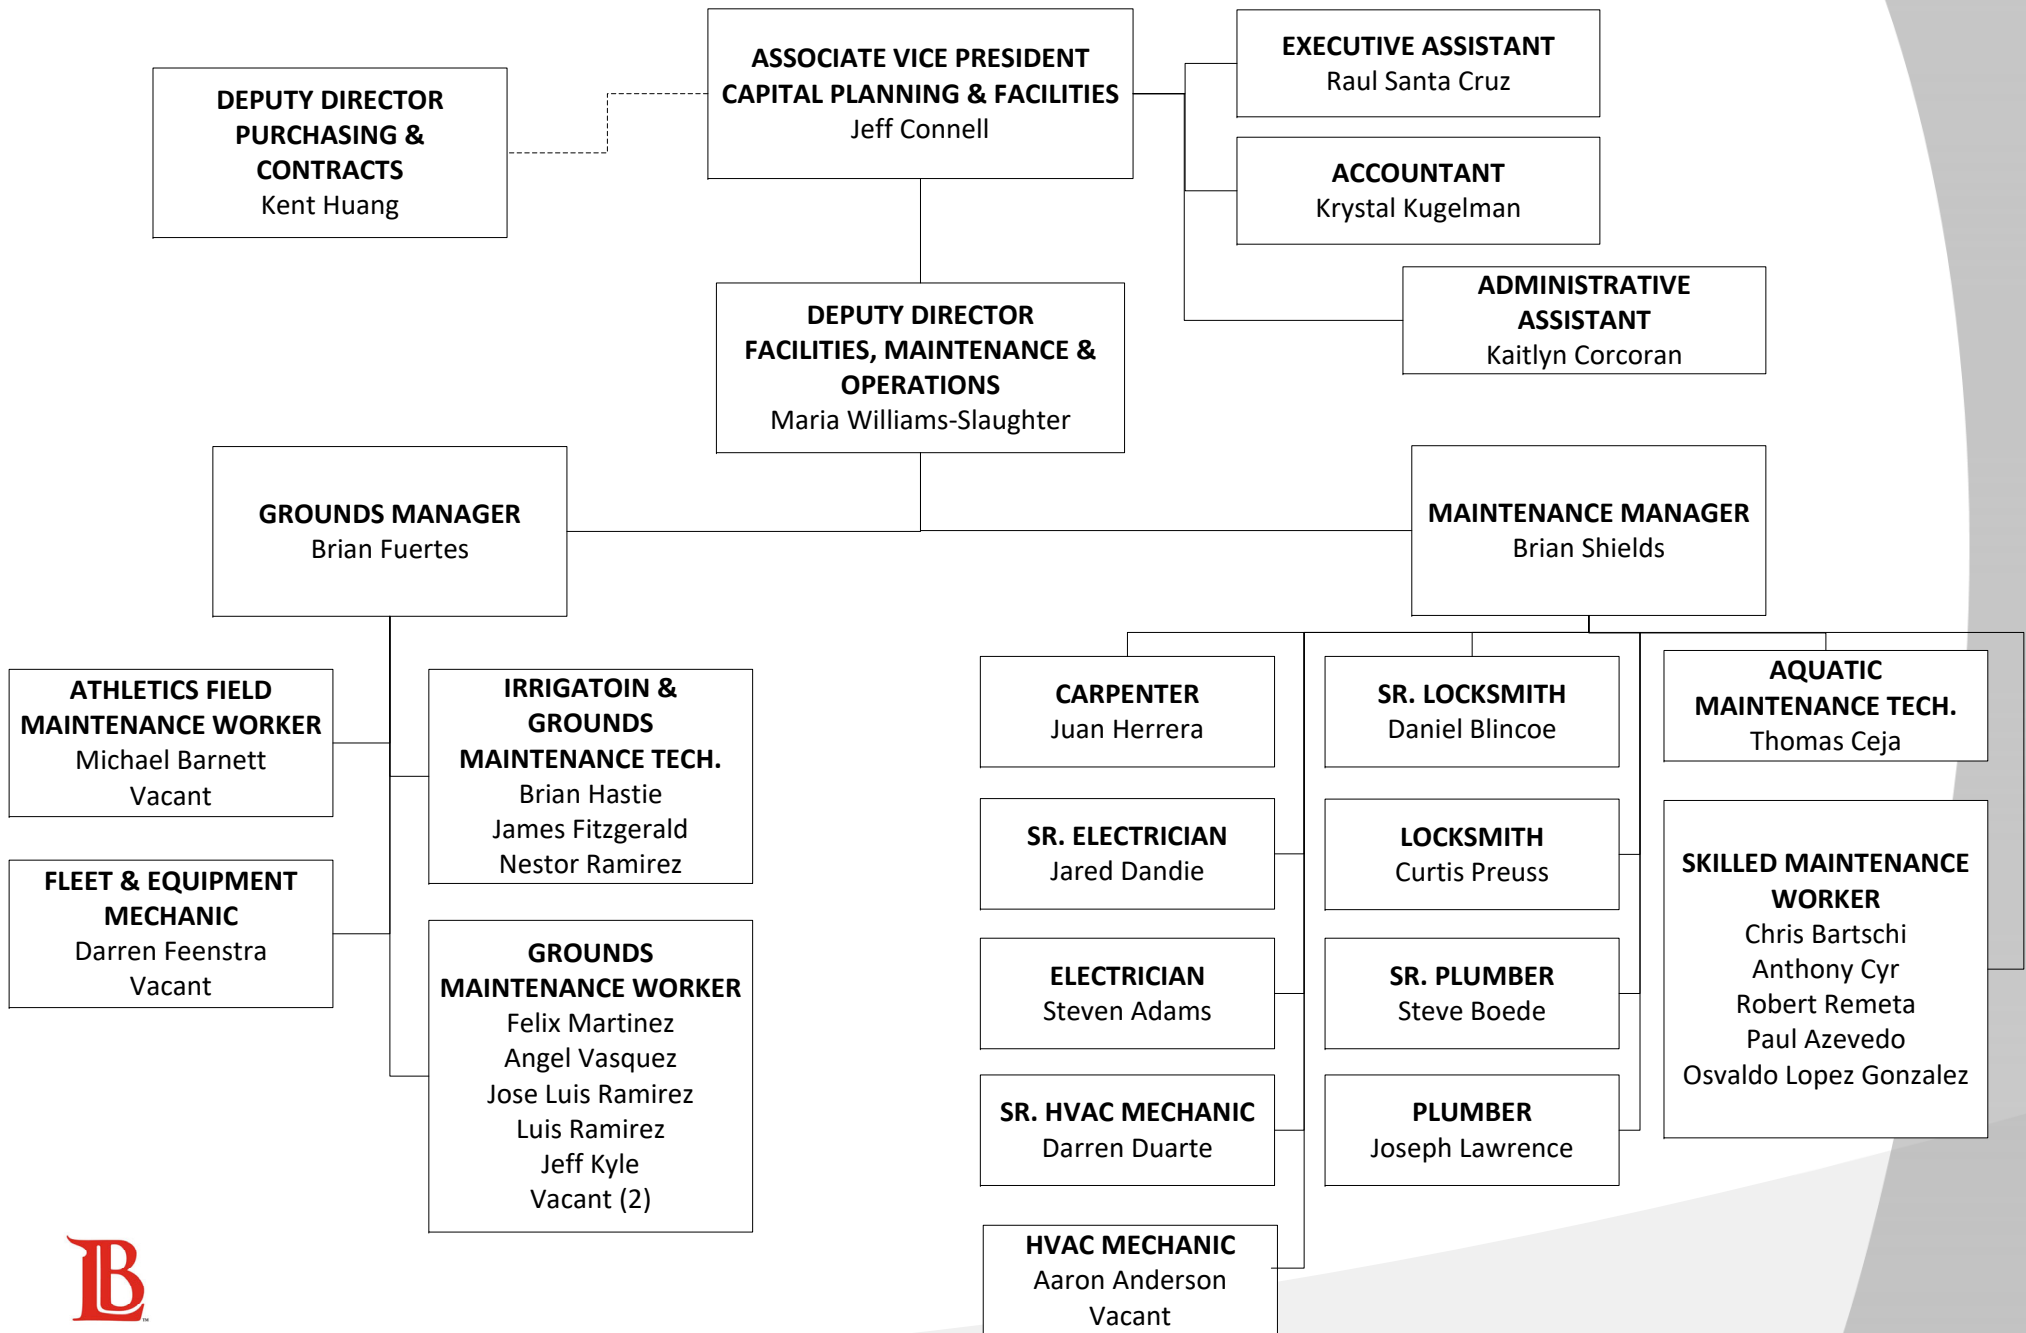 ASSOCIATE VICE PRESIDENT
CAPITAL PLANNING & FACILITIES
Jeff Connell
EXECUTIVE ASSISTANT
Raul Santa Cruz
DEPUTY DIRECTOR
PURCHASING &
CONTRACTS
Kent Huang
ACCOUNTANT
Krystal Kugelman
ADMINISTRATIVE
ASSISTANT
Kaitlyn Corcoran
DEPUTY DIRECTOR
FACILITIES, MAINTENANCE &
OPERATIONS
Maria Williams-Slaughter
GROUNDS MANAGER
Brian Fuertes
MAINTENANCE MANAGER
Brian Shields
ATHLETICS FIELD
MAINTENANCE WORKER
Michael Barnett
Vacant
IRRIGATOIN &
GROUNDS
MAINTENANCE TECH.
Brian Hastie
James Fitzgerald
Nestor Ramirez
FLEET & EQUIPMENT
MECHANIC
Darren Feenstra
Vacant
GROUNDS
MAINTENANCE WORKER
Felix Martinez
Angel Vasquez
Jose Luis Ramirez
Luis Ramirez
Jeff Kyle
Vacant (2)
CARPENTER
Juan Herrera
SR. LOCKSMITH
Daniel Blincoe
AQUATIC
MAINTENANCE TECH.
Thomas Ceja
SR. ELECTRICIAN
Jared Dandie
LOCKSMITH
Curtis Preuss
SKILLED MAINTENANCE
WORKER
Chris Bartschi
Anthony Cyr
Robert Remeta
Paul Azevedo
Osvaldo Lopez Gonzalez
ELECTRICIAN
Steven Adams
SR. PLUMBER
Steve Boede
SR. HVAC MECHANIC
Darren Duarte
PLUMBER
Joseph Lawrence
HVAC MECHANIC
Aaron Anderson
Vacant
LB